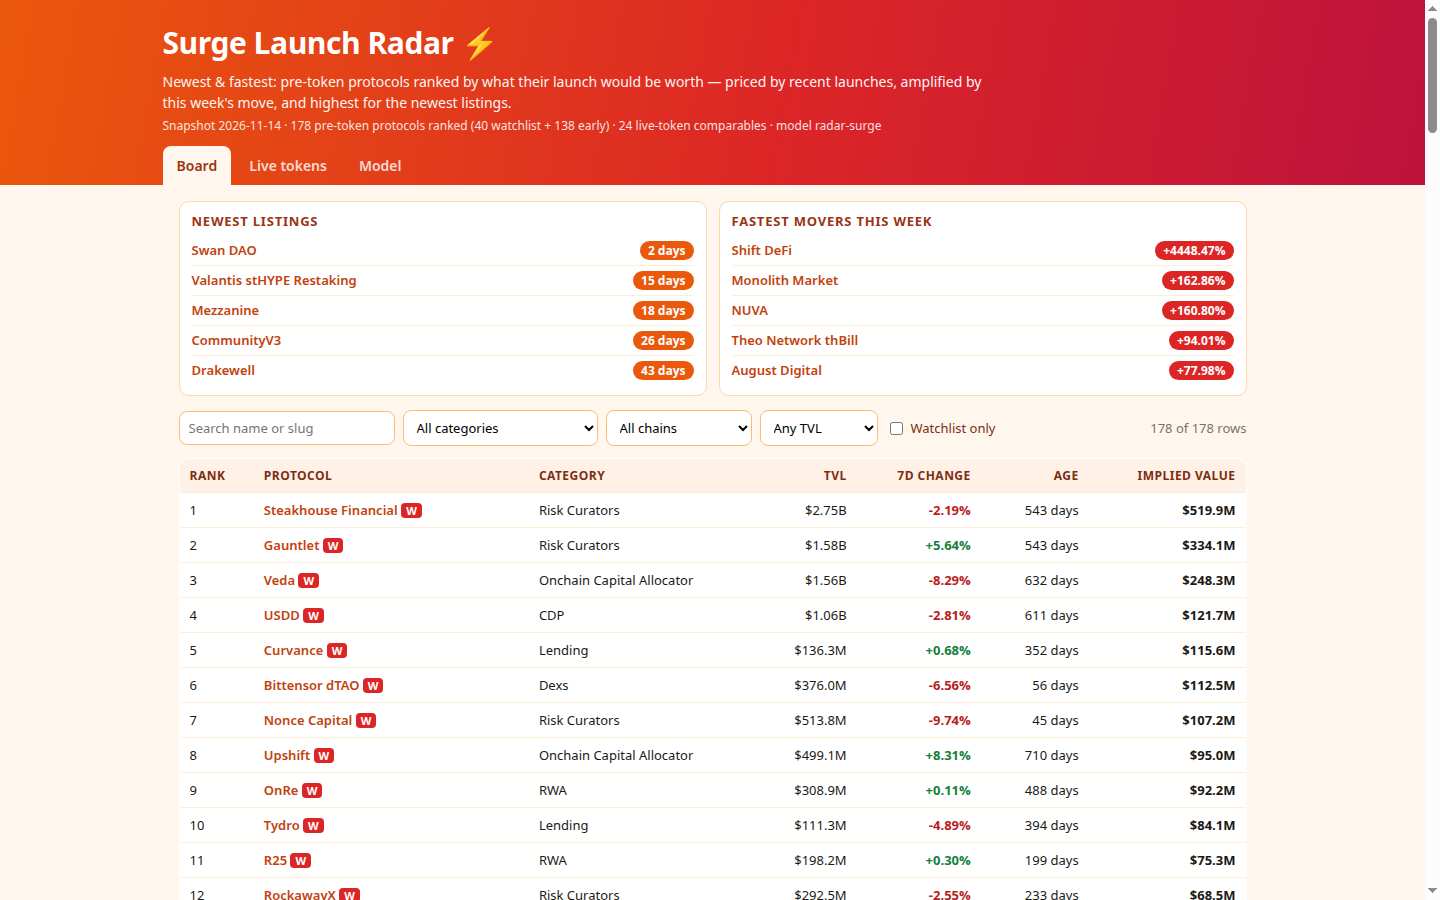 Surge Launch Radar ⚡
Newest & fastest: pre-token protocols ranked by what their launch would be worth — priced by recent launches, amplified by
this week's move, and highest for the newest listings.
Snapshot 2026-11-14 · 178 pre-token protocols ranked (40 watchlist + 138 early) · 24 live-token comparables · model radar-surge
Board Live tokens Model
NEWEST LISTINGS
Swan DAO 2 days
Valantis stHYPE Restaking 15 days
Mezzanine 18 days
CommunityV3 26 days
Drakewell 43 days
FASTEST MOVERS THIS WEEK
Shift DeFi +4448.47%
Monolith Market +162.86%
NUVA +160.80%
Theo Network thBill +94.01%
August Digital +77.98%
Search name or slug All categories All chains Any TVL Watchlist only 178 of 178 rows
RANK PROTOCOL CATEGORY TVL 7D CHANGE AGE IMPLIED VALUE
1 Steakhouse Financial W Risk Curators $2.75B -2.19% 543 days $519.9M
2 Gauntlet W Risk Curators $1.58B +5.64% 543 days $334.1M
3 Veda W Onchain Capital Allocator $1.56B -8.29% 632 days $248.3M
4 USDD W CDP $1.06B -2.81% 611 days $121.7M
5 Curvance W Lending $136.3M +0.68% 352 days $115.6M
6 Bittensor dTAO W Dexs $376.0M -6.56% 56 days $112.5M
7 Nonce Capital W Risk Curators $513.8M -9.74% 45 days $107.2M
8 Upshift W Onchain Capital Allocator $499.1M +8.31% 710 days $95.0M
9 OnRe W RWA $308.9M +0.11% 488 days $92.2M
10 Tydro W Lending $111.3M -4.89% 394 days $84.1M
11 R25 W RWA $198.2M +0.30% 199 days $75.3M
12 RockawayX W Risk Curators $292.5M -2.55% 233 days $68.5M